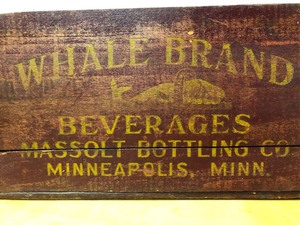 WHALE BRAND
BEVERAGES
MASSOLT BOTTLING CO
MINNEAPOLIS, MINN.